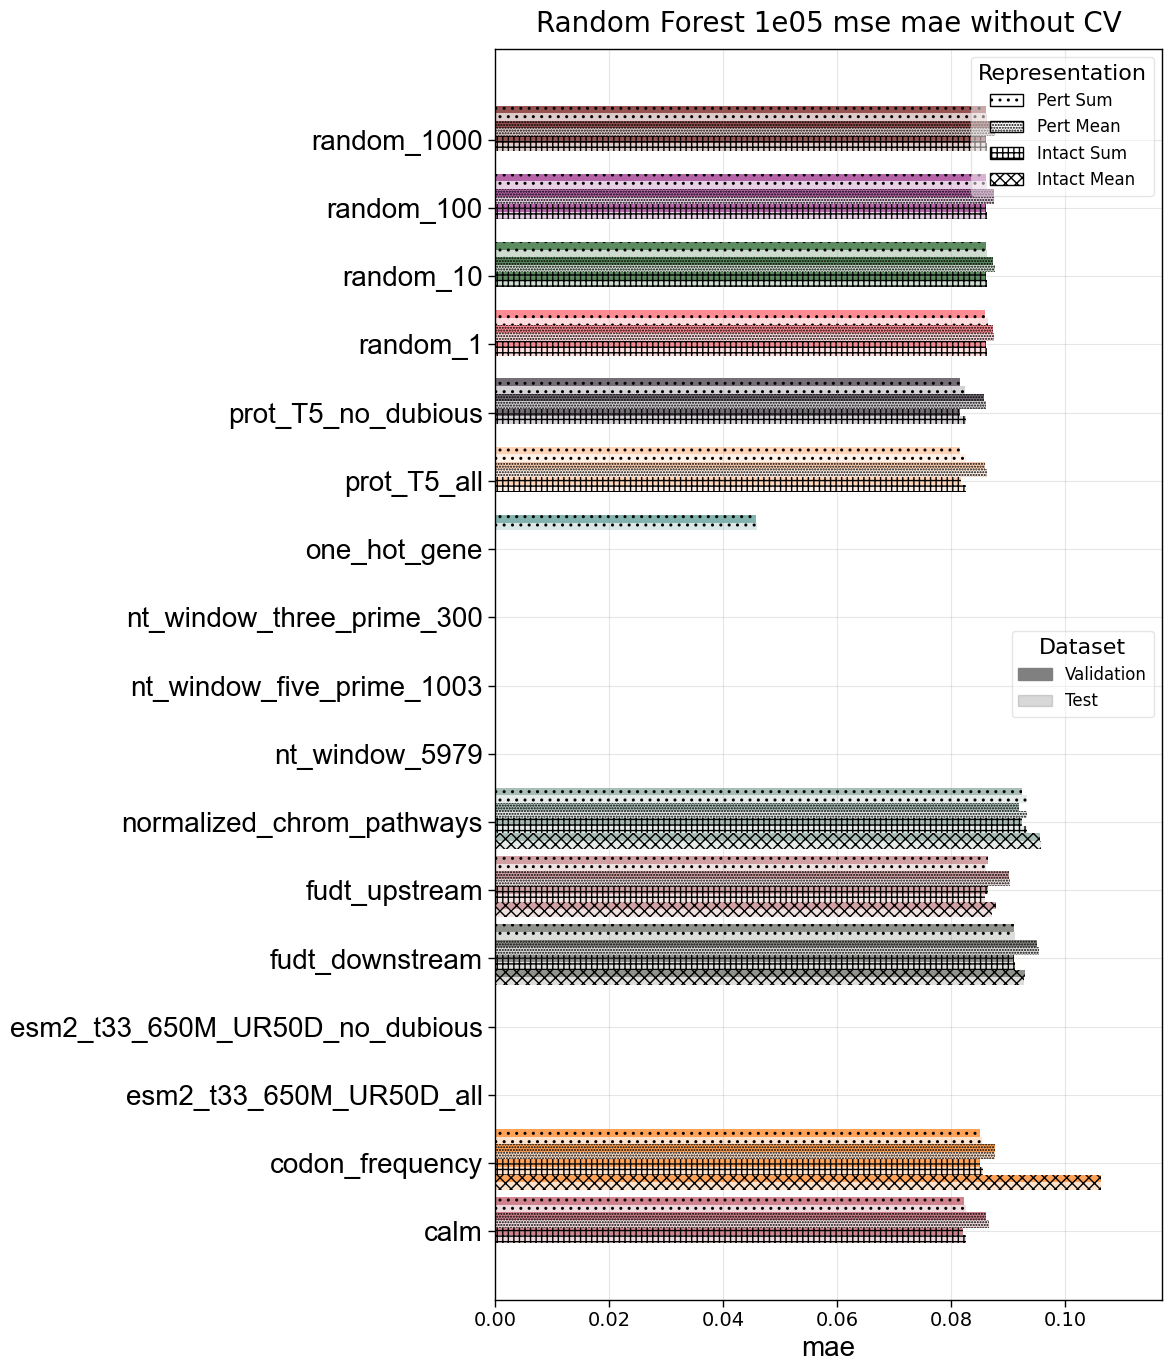 Random Forest 1e05 mse mae without CV
Representation
Pert Sum
Pert Mean
Intact Sum
Intact Mean
random_1000
random_100
random_10
random_1
prot_T5_no_dubious
prot_T5_all
one_hot_gene
nt_window_three_prime_300
Dataset
Validation
Test
nt_window_five_prime_1003
nt_window_5979
normalized_chrom_pathways
fudt_upstream
fudt_downstream
esm2_t33_650M_UR50D_no_dubious
esm2_t33_650M_UR50D_all
codon_frequency
calm
0.00 0.02 0.04 0.06 0.08 0.10
mae